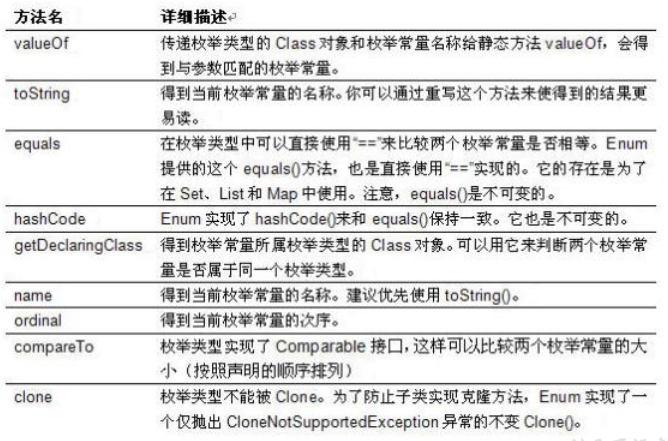 方法名 详细描述
valueOf 传递枚举类型的 Class 对象和枚举常量名称给静态方法 valueOf，会得
到与参数匹配的枚举常量。
toString 得到当前枚举常量的名称。你可以通过重写这个方法来使得到的结果更
易读。
equals 在枚举类型中可以直接使用“==”来比较两个枚举常量是否相等。Enum
提供的这个 equals()方法，也是直接使用“==”实现的。它的存在是为了
在 Set、List 和 Map 中使用。注意，equals()是不可变的。
hashCode Enum 实现了 hashCode()来和 equals()保持一致。它也是不可变的。
getDeclaringClass 得到枚举常量所属枚举类型的 Class 对象。可以用它来判断两个枚举常
量是否属于同一个枚举类型。
name 得到当前枚举常量的名称。建议优先使用 toString()。
ordinal 得到当前枚举常量的次序。
compareTo 枚举类型实现了 Comparable 接口，这样可以比较两个枚举常量的大
小（按照声明的顺序排列）
clone 枚举类型不能被 Clone。为了防止子类实现克隆方法，Enum 实现了一
个仅抛出 CloneNotSupportedException 异常的不变 Clone()。